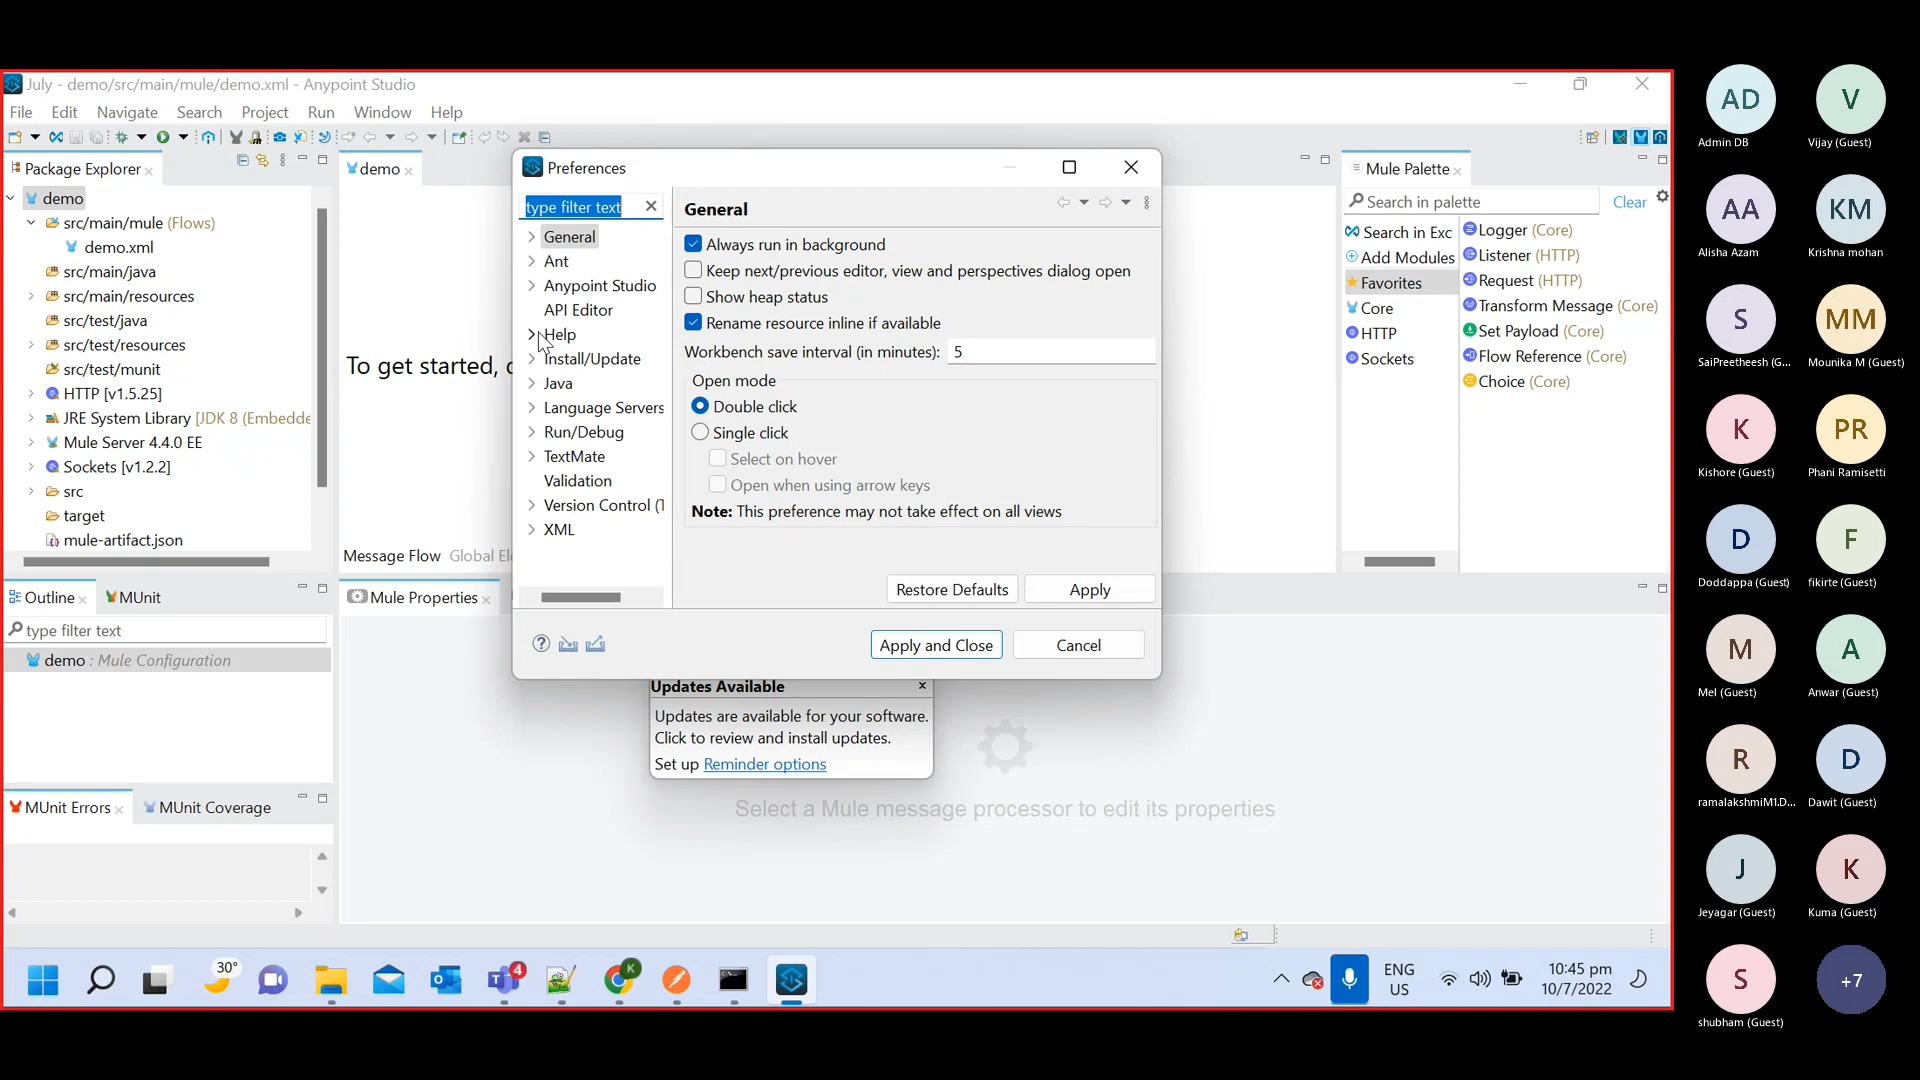 July - demo/src/main/mule/demo.xml - Anypoint Studio
File Edit Navigate Search Project Run Window Help
Package Explorer
demo
src/main/mule (Flows)
demo.xml
src/main/java
src/main/resources
src/test/java
src/test/resources
src/test/munit
HTTP [v1.5.25]
JRE System Library [JDK 8 (Embedde
Mule Server 4.4.0 EE
Sockets [v1.2.2]
src
target
mule-artifact.json
Outline
MUnit
type filter text
demo : Mule Configuration
MUnit Errors
MUnit Coverage
demo
To get started,
Message Flow Global El
Mule Properties
Select a Mule message processor to edit its properties
Preferences
type filter text
General
Ant
Anypoint Studio
API Editor
Help
Install/Update
Java
Language Servers
Run/Debug
TextMate
Validation
Version Control (T
XML
General
Always run in background
Keep next/previous editor, view and perspectives dialog open
Show heap status
Rename resource inline if available
Workbench save interval (in minutes): 5
Open mode
Double click
Single click
Select on hover
Open when using arrow keys
Note: This preference may not take effect on all views
Restore Defaults Apply
Apply and Close Cancel
Updates Available
Updates are available for your software.
Click to review and install updates.
Set up Reminder options
Mule Palette
Search in palette Clear
Search in Exc
Add Modules
Favorites
Core
HTTP
Sockets
Logger (Core)
Listener (HTTP)
Request (HTTP)
Transform Message (Core)
Set Payload (Core)
Flow Reference (Core)
Choice (Core)
30°
4
K
ENG
US
10:45 pm
10/7/2022
AD
Admin DB
V
Vijay (Guest)
AA
Alisha Azam
KM
Krishna mohan
S
SaiPreetheesh (G...
MM
Mounika M (Guest)
K
Kishore (Guest)
PR
Phani Ramisetti
D
Doddappa (Guest)
F
fikirte (Guest)
M
Mel (Guest)
A
Anwar (Guest)
R
ramalakshmiM1.D...
D
Dawit (Guest)
J
Jeyagar (Guest)
K
Kuma (Guest)
S
shubham (Guest)
+7